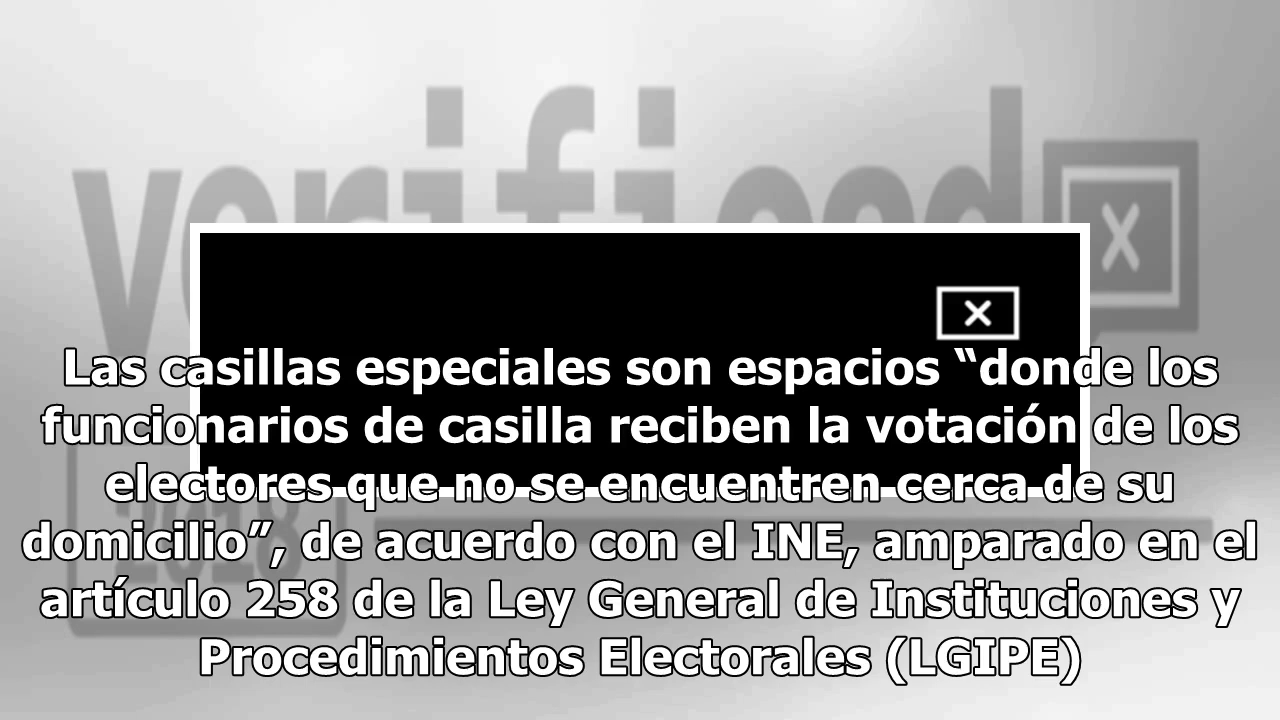 Las casillas especiales son espacios “donde los
funcionarios de casilla reciben la votación de los
electores que no se encuentren cerca de su
domicilio”, de acuerdo con el INE, amparado en el
artículo 258 de la Ley General de Instituciones y
Procedimientos Electorales (LGIPE)